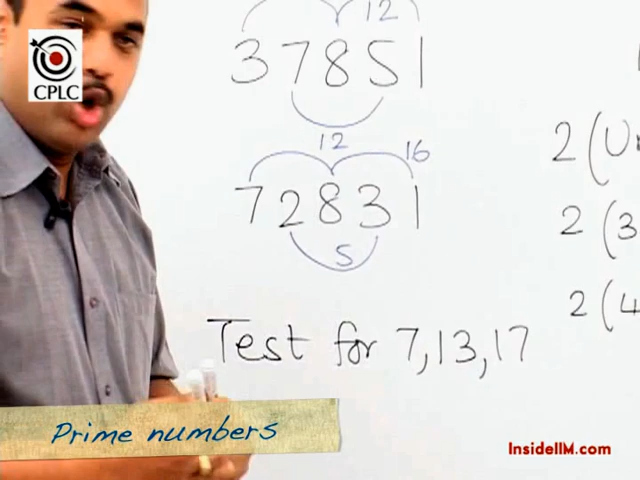 12
37851
12 16
72831
5
2(
2(3
2(4
Test for 7,13,17
CPLC
Prime numbers
InsideIIM.com